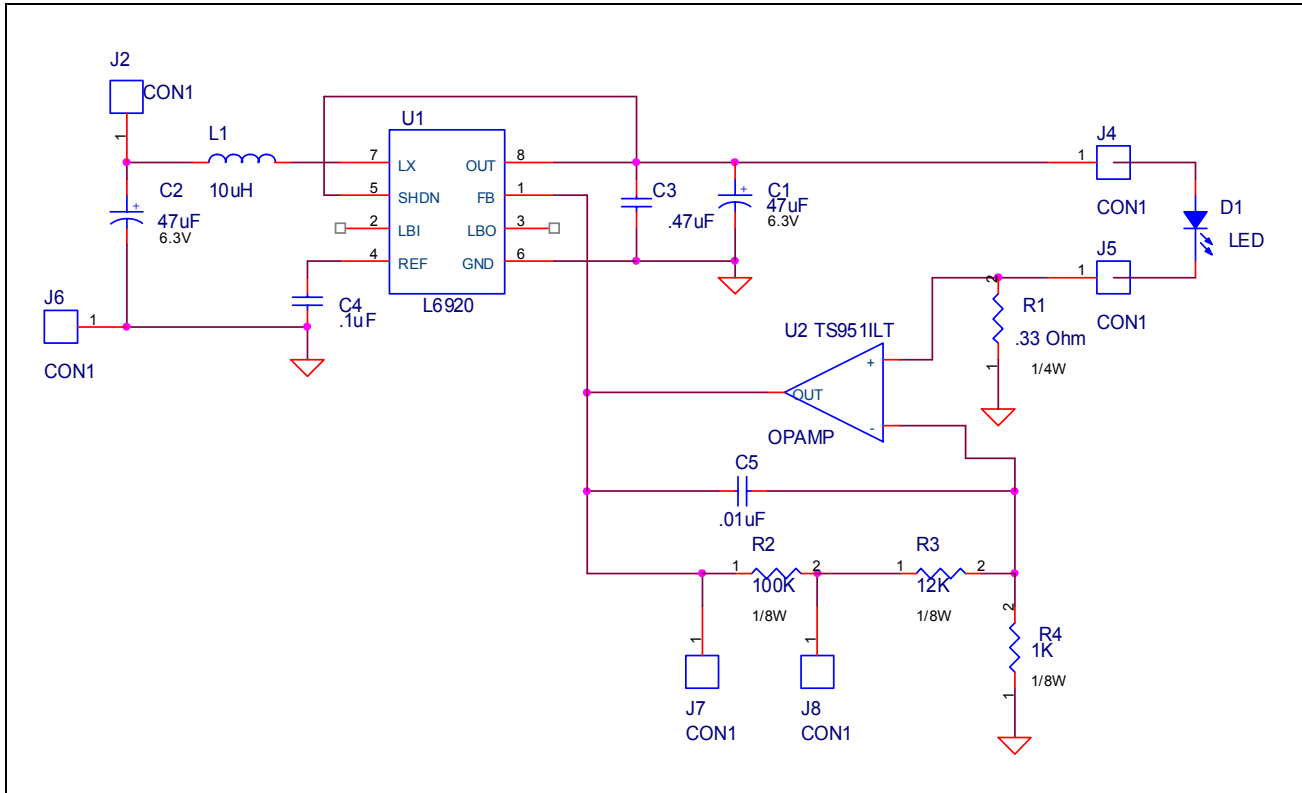 J2
CON1
1
L1
10uH
C2
+
47uF
6.3V
J6
1
CON1
U1
7 LX OUT 8
5 SHDN FB 1
2 LBI LBO 3
4 REF GND 6
L6920
C4
.1uF
C3
.47uF
C1
+
47uF
6.3V
J4
1
CON1
D1
LED
J5
1
CON1
2
R1
.33 Ohm
1
1/4W
U2 TS951ILT
+
OUT
-
OPAMP
C5
.01uF
R2
1 2
100K
1/8W
R3
1 2
12K
1/8W
2
R4
1K
1/8W
1
1
J7
CON1
1
J8
CON1